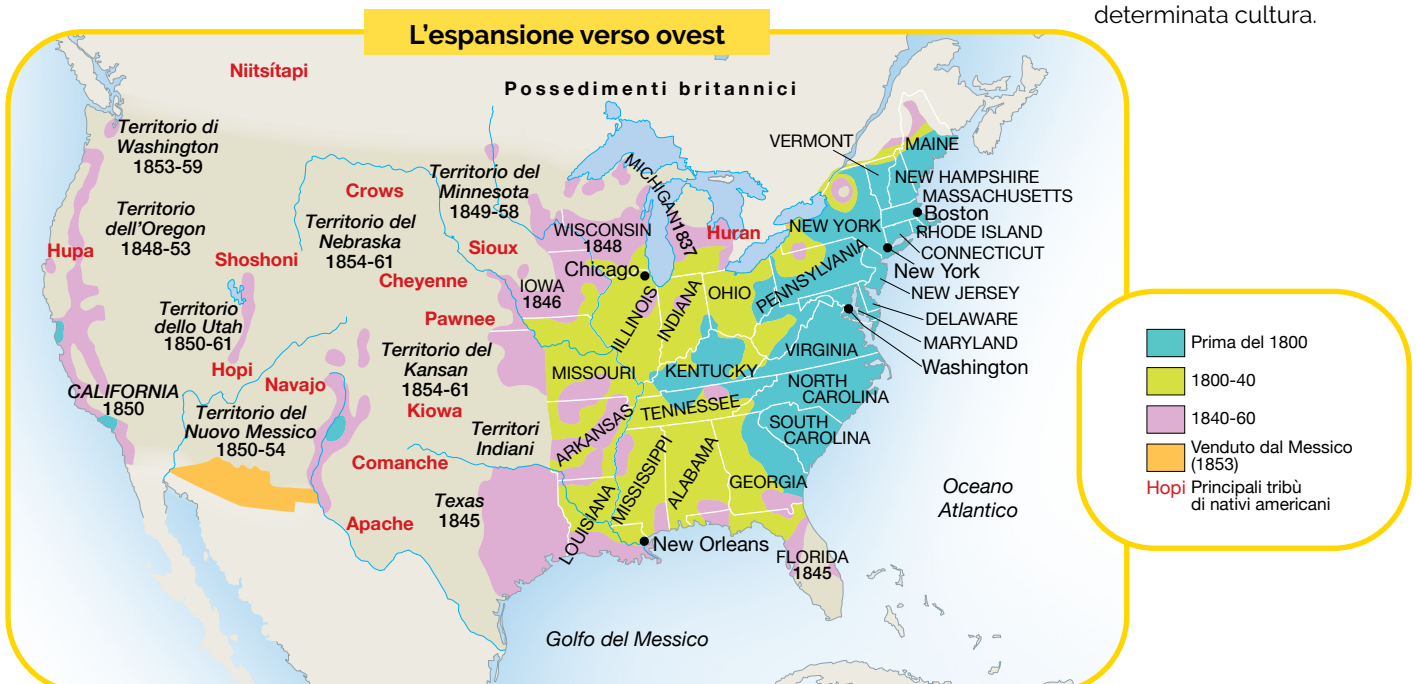 determinata cultura.
L'espansione verso ovest
Niitsítapi
Possedimenti britannici
Territorio di
Washington
1853-59
VERMONT
MAINE
Territorio del
Minnesota
1849-58
MICHIGAN 1837
NEW HAMPSHIRE
MASSACHUSETTS
Boston
Crows
Territorio
dell'Oregon
1848-53
Territorio del
Nebraska
1854-61
WISCONSIN
1848
Huran
NEW YORK
RHODE ISLAND
CONNECTICUT
Hupa
Shoshoni
Sioux
Cheyenne
Chicago
IOWA
1846
ILLINOIS
INDIANA
OHIO
PENNSYLVANIA
New York
NEW JERSEY
DELAWARE
MARYLAND
Washington
Territorio
dello Utah
1850-61
Pawnee
Territorio del
Kansan
1854-61
MISSOURI
KENTUCKY
VIRGINIA
Hopi
Navajo
CALIFORNIA
1850
Territorio del
Nuovo Messico
1850-54
Kiowa
Territori
Indiani
ARKANSAS
TENNESSEE
NORTH
CAROLINA
SOUTH
CAROLINA
Comanche
Apache
Texas
1845
LOUISIANA
MISSISSIPPI
ALABAMA
GEORGIA
New Orleans
FLORIDA
1845
Oceano
Atlantico
Golfo del Messico
Prima del 1800
1800-40
1840-60
Venduto dal Messico
(1853)
Hopi Principali tribù
di nativi americani